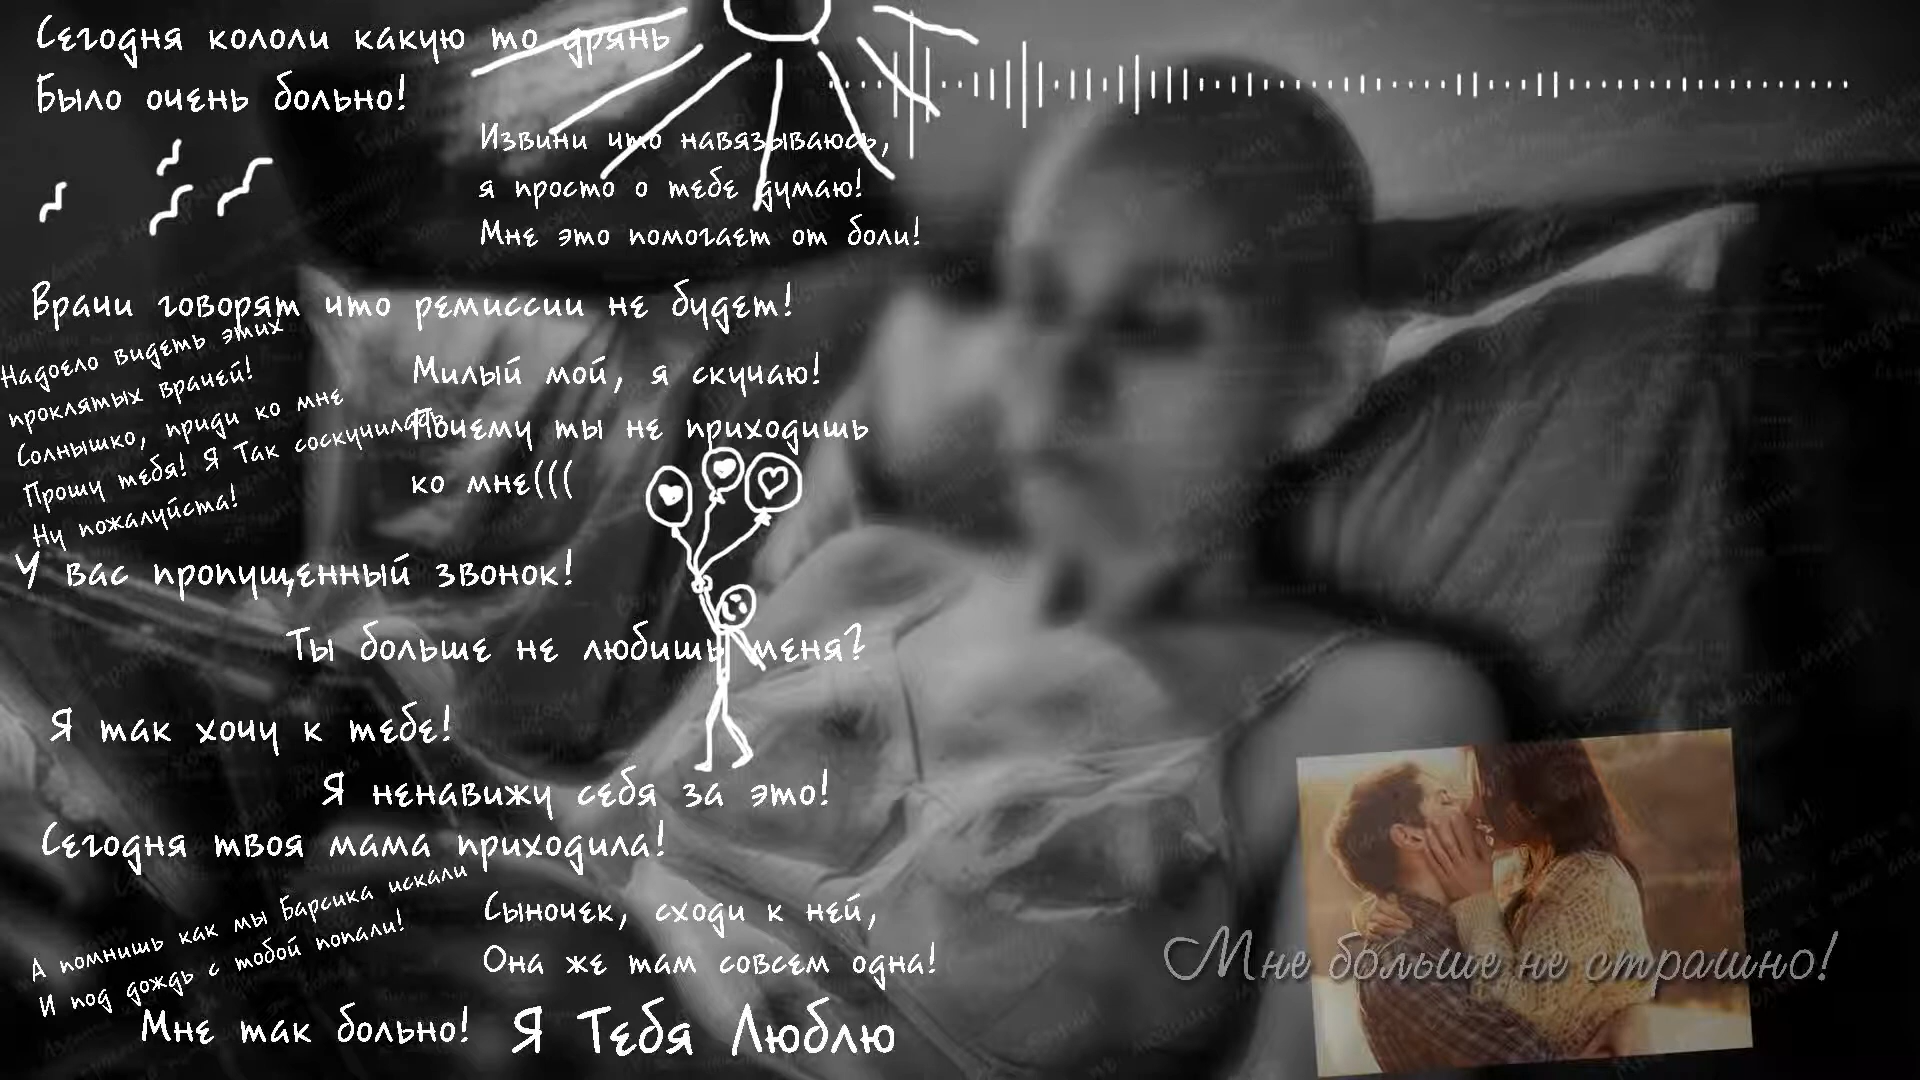 Сегодня кололи какую то дрянь
Было очень больно!
Извини что навязываюсь,
я просто о тебе думаю!
Мне это помогает от боли!
Врачи говорят что ремиссии не будет!
Надоело видеть этих
проклятых врачей!
Солнышко, приди ко мне
Прошу тебя! Я Так соскучилась
Ну пожалуйста!
Милый мой, я скучаю!
Почему ты не приходишь
ко мне(((
У вас пропущенный звонок!
Ты больше не любишь меня?
Я так хочу к тебе!
Я ненавижу себя за это!
Сегодня твоя мама приходила!
А помнишь как мы Барсика искали
И под дождь с тобой попали!
Сыночек, сходи к ней,
Она же там совсем одна!
Мне так больно!
Я Тебя Люблю
Мне больше не страшно!